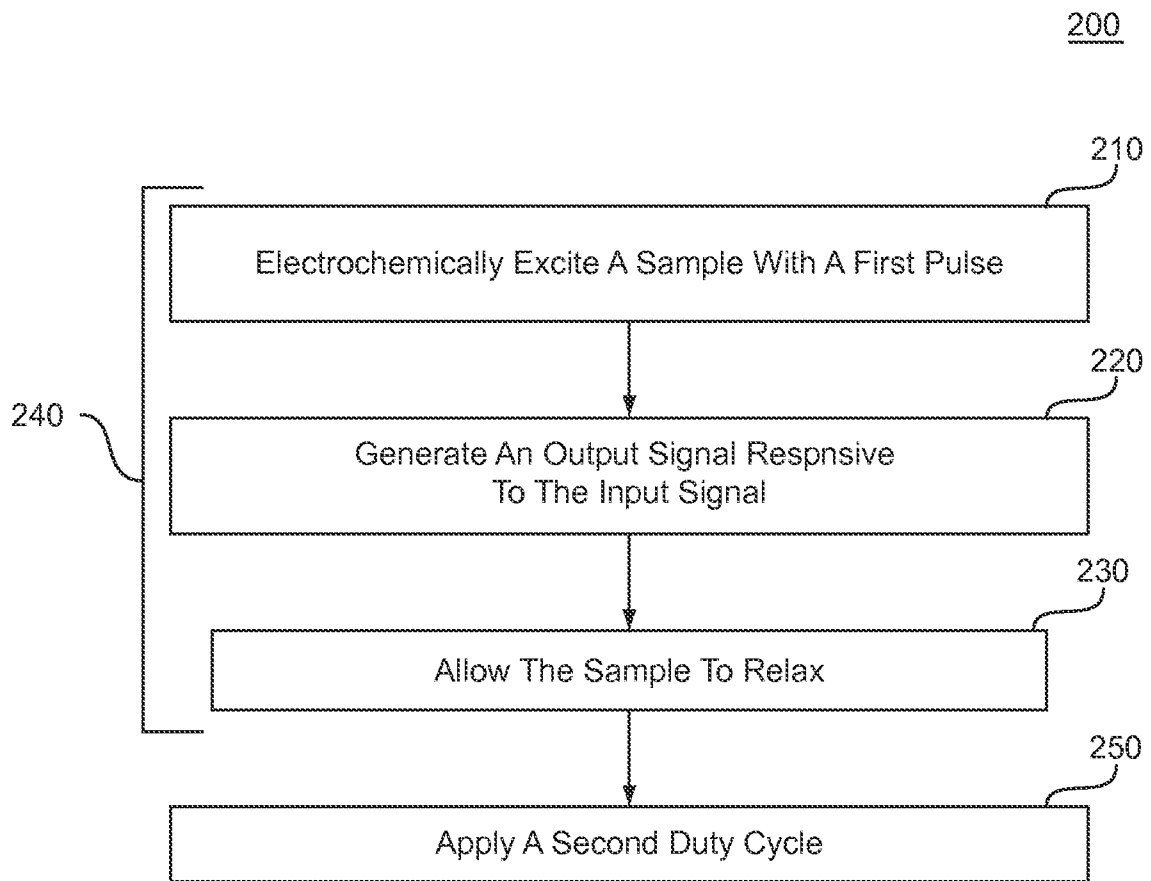 200
210
Electrochemically Excite A Sample With A First Pulse
220
240
Generate An Output Signal Respnsive
To The Input Signal
230
Allow The Sample To Relax
250
Apply A Second Duty Cycle